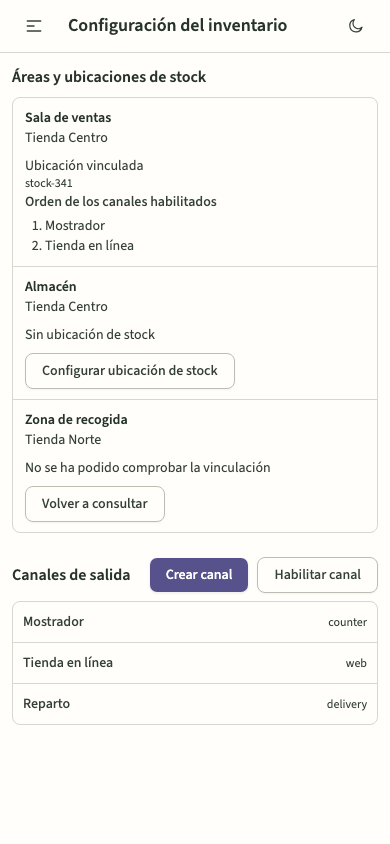 Configuración del inventario
Áreas y ubicaciones de stock
Sala de ventas
Tienda Centro
Ubicación vinculada
stock-341
Orden de los canales habilitados
1. Mostrador
2. Tienda en línea
Almacén
Tienda Centro
Sin ubicación de stock
Configurar ubicación de stock
Zona de recogida
Tienda Norte
No se ha podido comprobar la vinculación
Volver a consultar
Canales de salida Crear canal Habilitar canal
Mostrador counter
Tienda en línea web
Reparto delivery